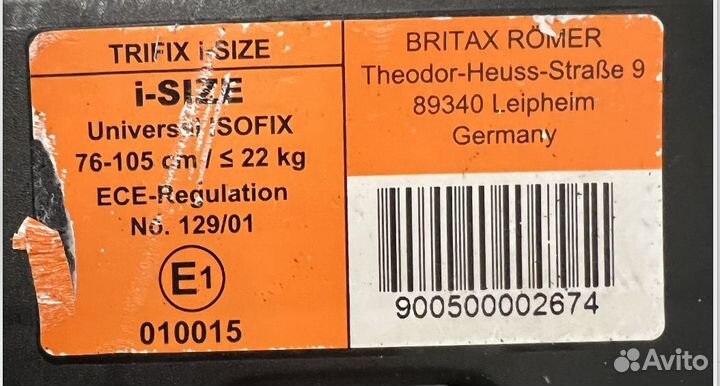 TRIFIX i-SIZE
i-SIZE
Universal ISOFIX
76-105 cm / ≤ 22 kg
ECE-Regulation
No. 129/01
E1
010015
BRITAX RÖMER
Theodor-Heuss-Straße 9
89340 Leipheim
Germany
900500002674
Avito